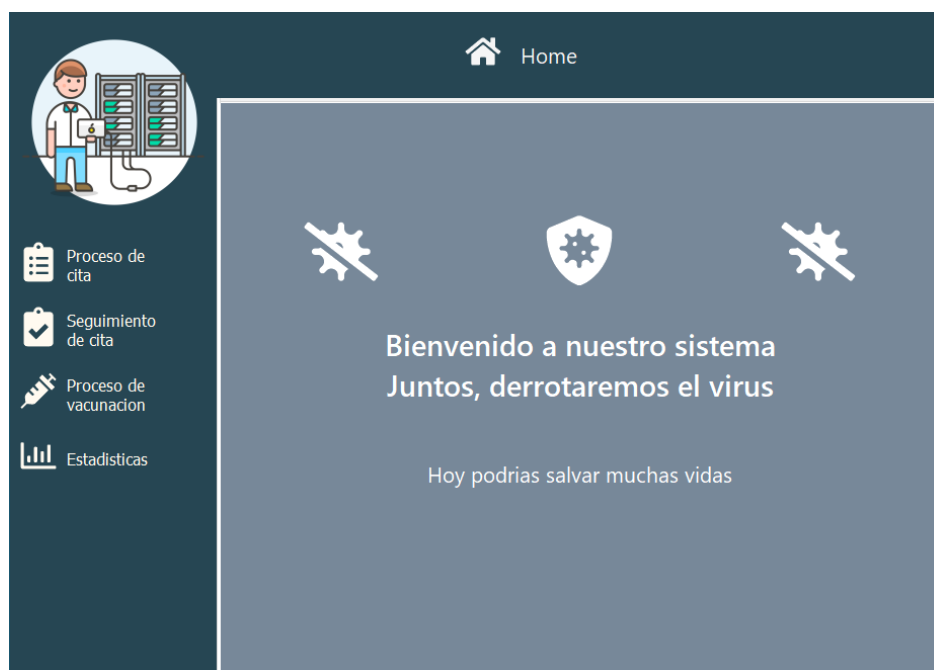 Home
Proceso de
cita
Seguimiento
de cita
Proceso de
vacunacion
Estadisticas
Bienvenido a nuestro sistema
Juntos, derrotaremos el virus
Hoy podrias salvar muchas vidas